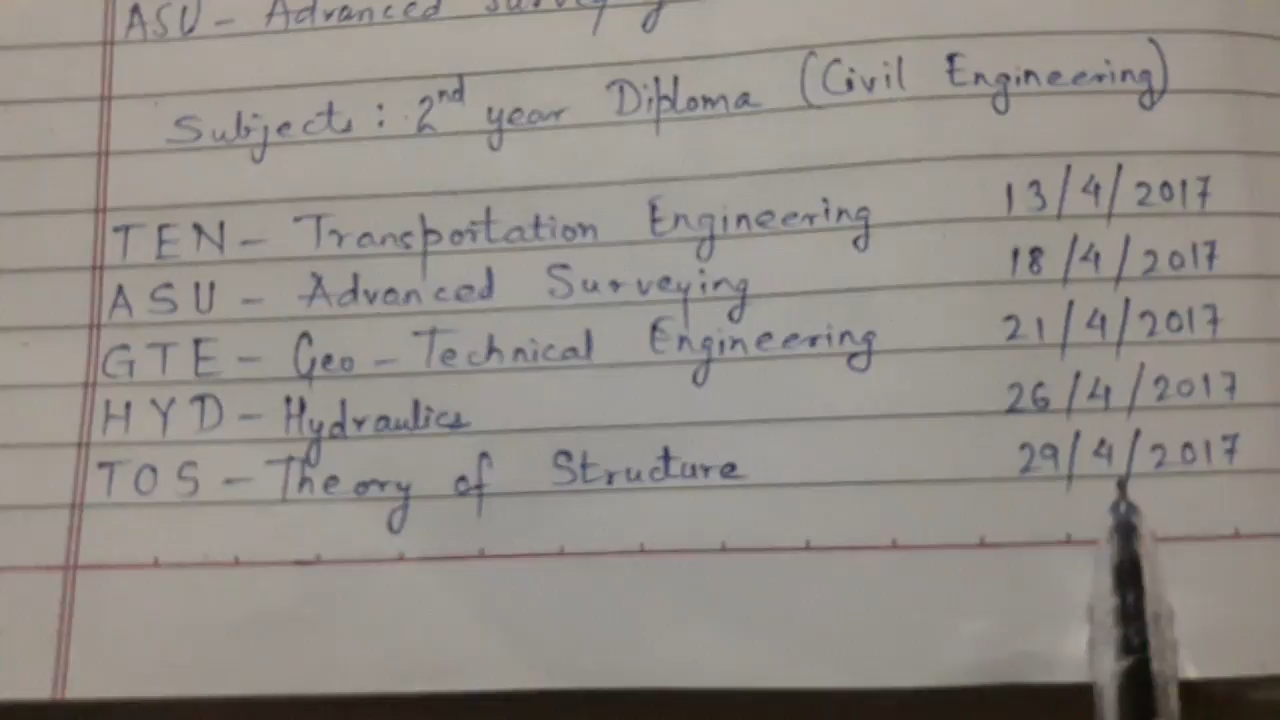 ASU - Advanced Surveying
Subjects: 2nd year Diploma (Civil Engineering)
TEN - Transportation Engineering 13/4/2017
ASU - Advanced Surveying 18/4/2017
GTE - Geo-Technical Engineering 21/4/2017
HYD - Hydraulics 26/4/2017
TOS - Theory of Structure 29/4/2017